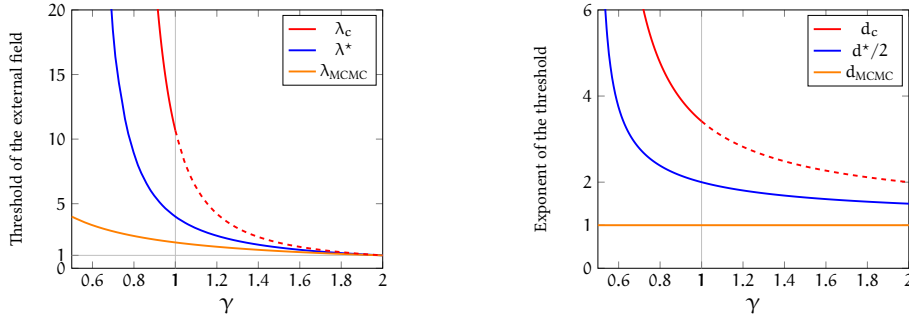 Threshold of the external field
20
15
10
5
1
0
0.6
0.8
1
1.2
1.4
1.6
1.8
2
γ
λc
λ*
λMCMC
Exponent of the threshold
6
4
2
1
0
0.6
0.8
1
1.2
1.4
1.6
1.8
2
γ
dc
d*/2
dMCMC